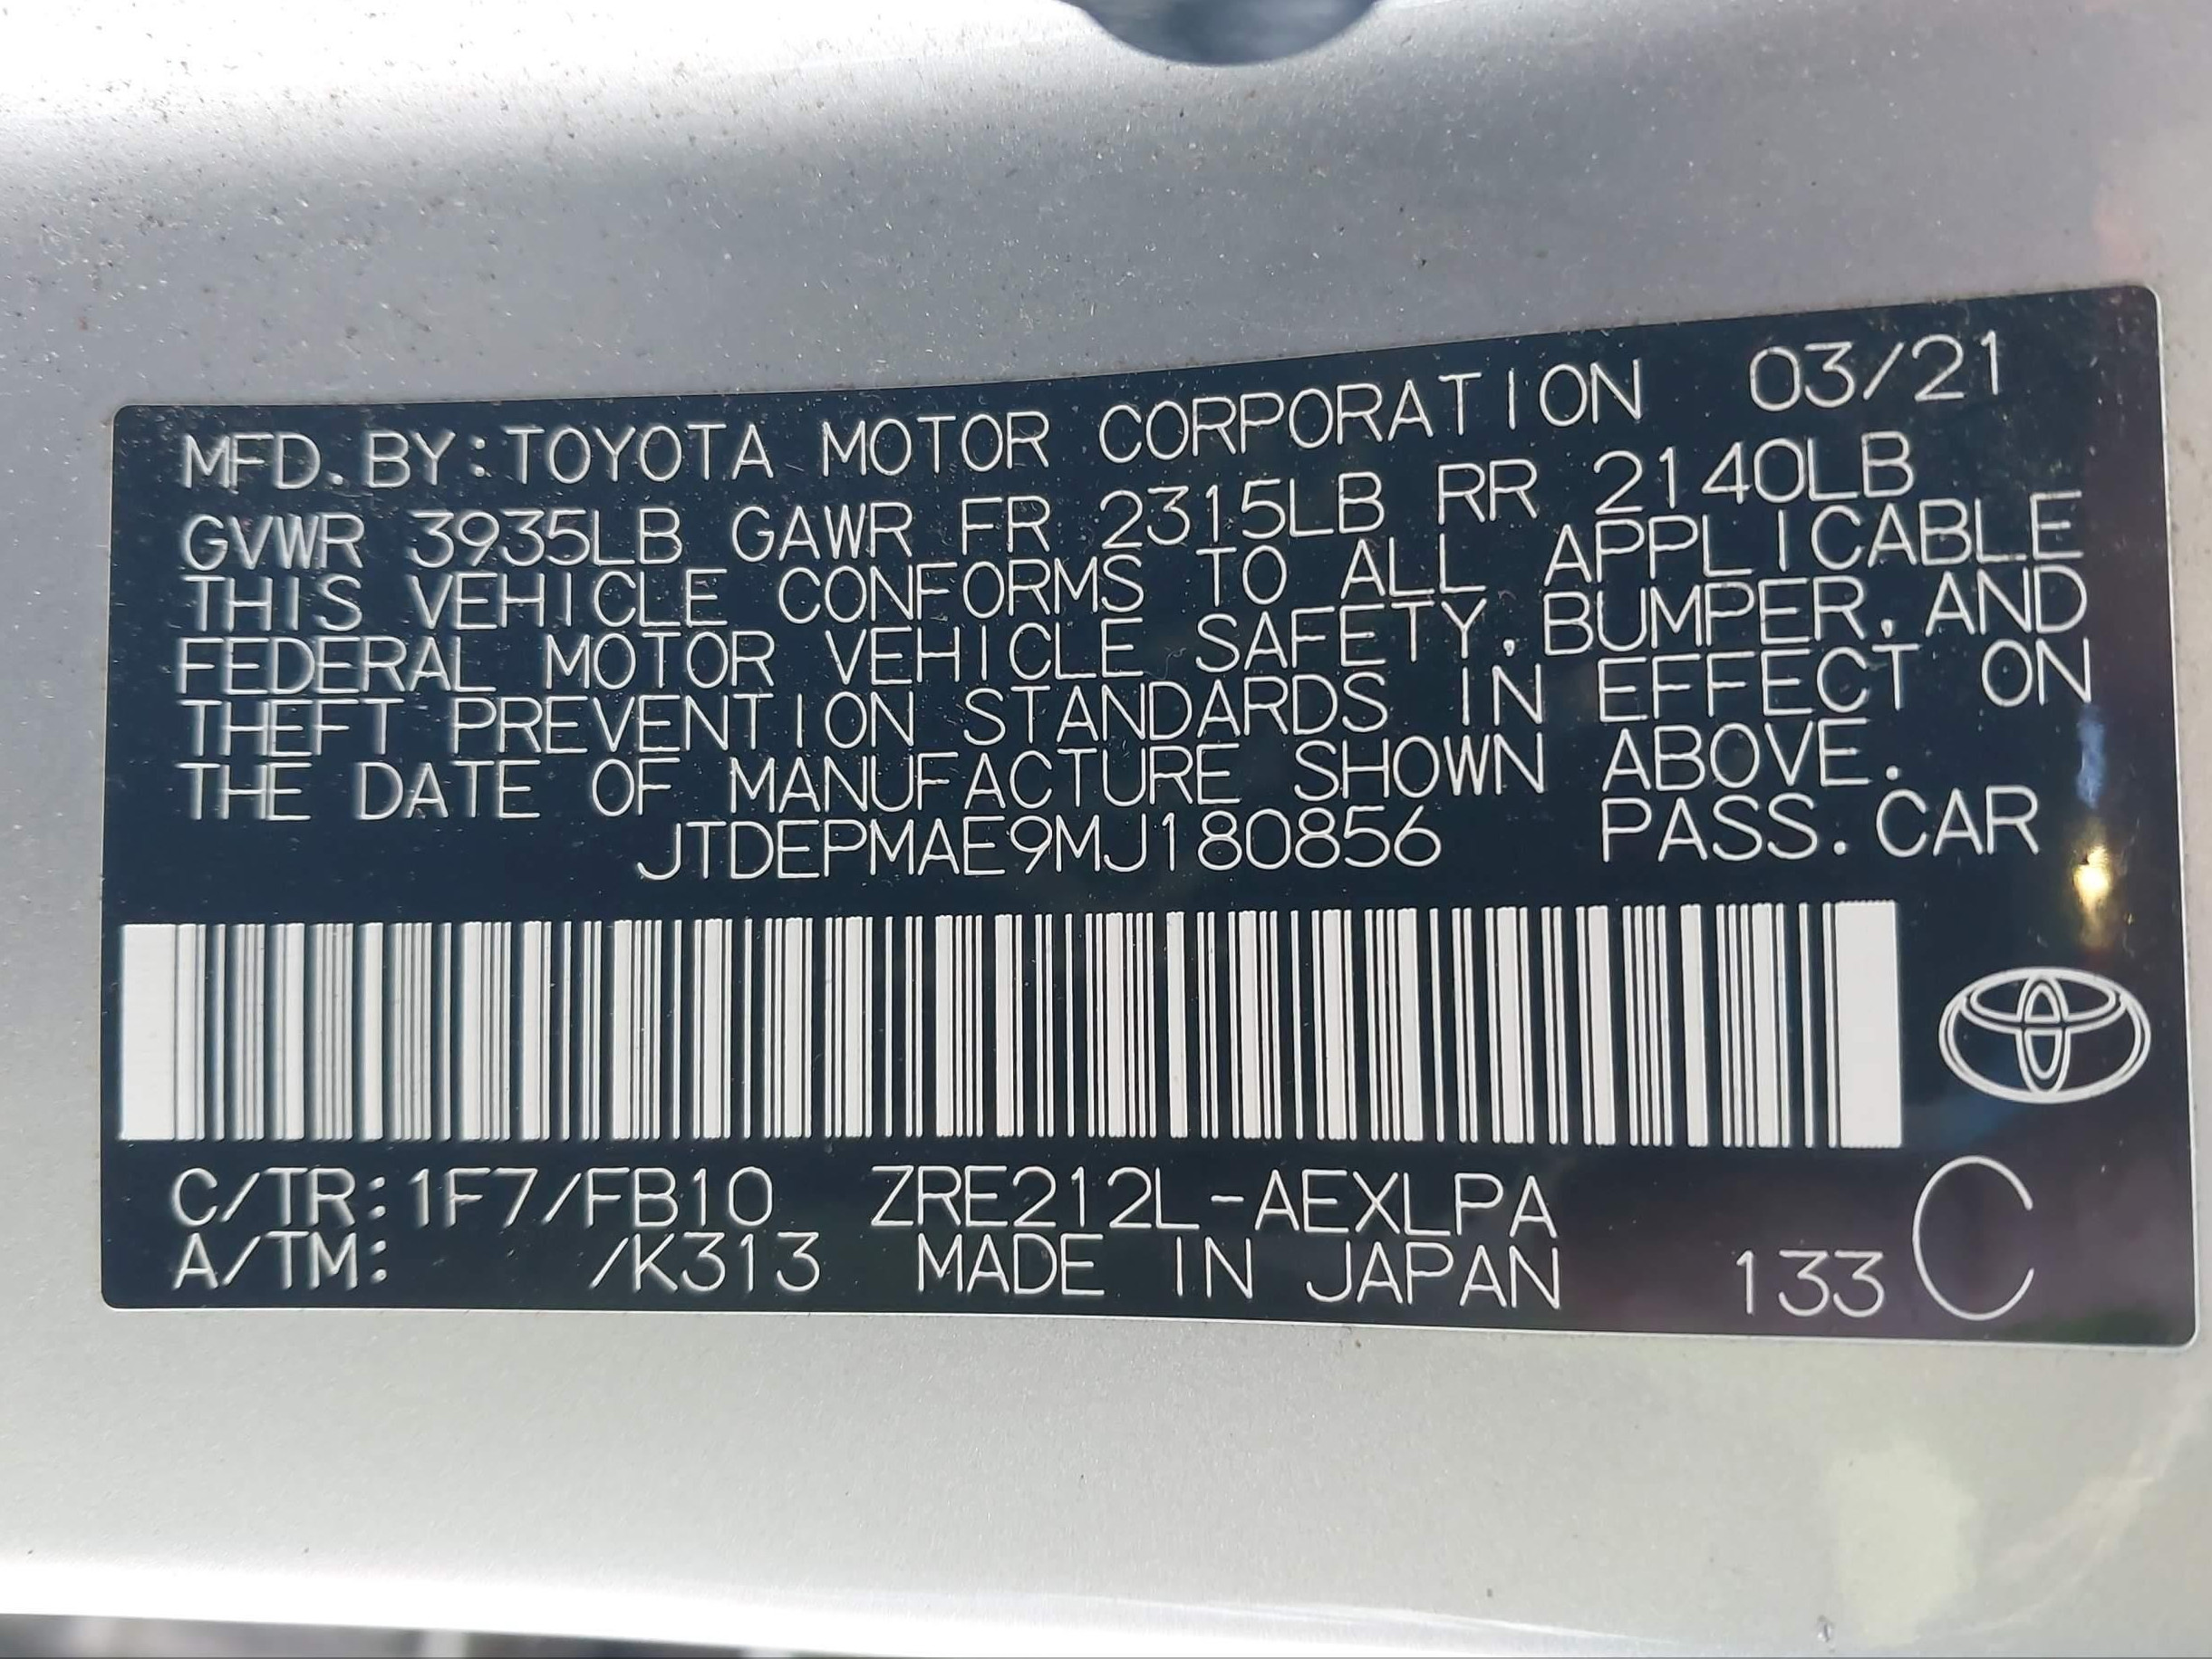 MFD.BY:TOYOTA MOTOR CORPORATION 03/21
GVWR 3935LB GAWR FR 2315LB RR 2140LB
THIS VEHICLE CONFORMS TO ALL APPLICABLE
FEDERAL MOTOR VEHICLE SAFETY,BUMPER,AND
THEFT PREVENTION STANDARDS IN EFFECT ON
THE DATE OF MANUFACTURE SHOWN ABOVE.
JTDEPMAE9MJ180856 PASS.CAR
C/TR:1F7/FB10 ZRE212L-AEXLPA
A/TM: /K313 MADE IN JAPAN 133 C